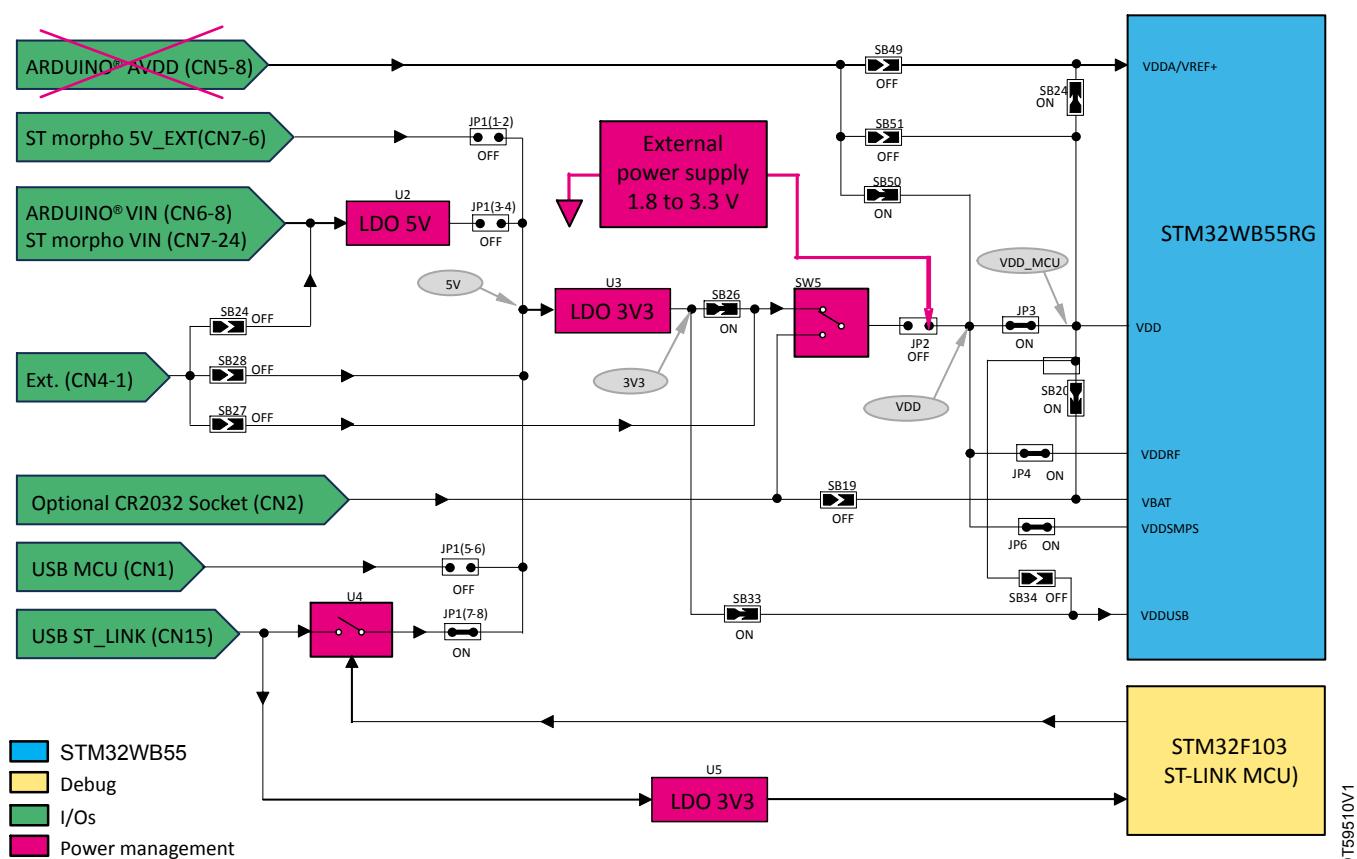 ARDUINO® AVDD (CN5-8)
SB49
OFF
VDDA/VREF+
SB24
ON
ST morpho 5V_EXT(CN7-6)
JP1(1-2)
OFF
External
power supply
1.8 to 3.3 V
SB51
OFF
SB50
ON
ARDUINO® VIN (CN6-8)
ST morpho VIN (CN7-24)
U2
LDO 5V
JP1(3-4)
OFF
STM32WB55RG
VDD_MCU
5V
U3
LDO 3V3
SB26
ON
SW5
JP2
OFF
JP3
ON
VDD
SB24 OFF
Ext. (CN4-1)
SB28 OFF
SB27 OFF
3V3
VDD
SB20
ON
JP4 ON
VDDRF
Optional CR2032 Socket (CN2)
SB19
OFF
VBAT
JP6 ON
VDDSMPS
USB MCU (CN1)
JP1(5-6)
OFF
SB34 OFF
USB ST_LINK (CN15)
U4
JP1(7-8)
ON
SB33
ON
VDDUSB
STM32F103
ST-LINK MCU)
U5
LDO 3V3
STM32WB55
Debug
I/Os
Power management